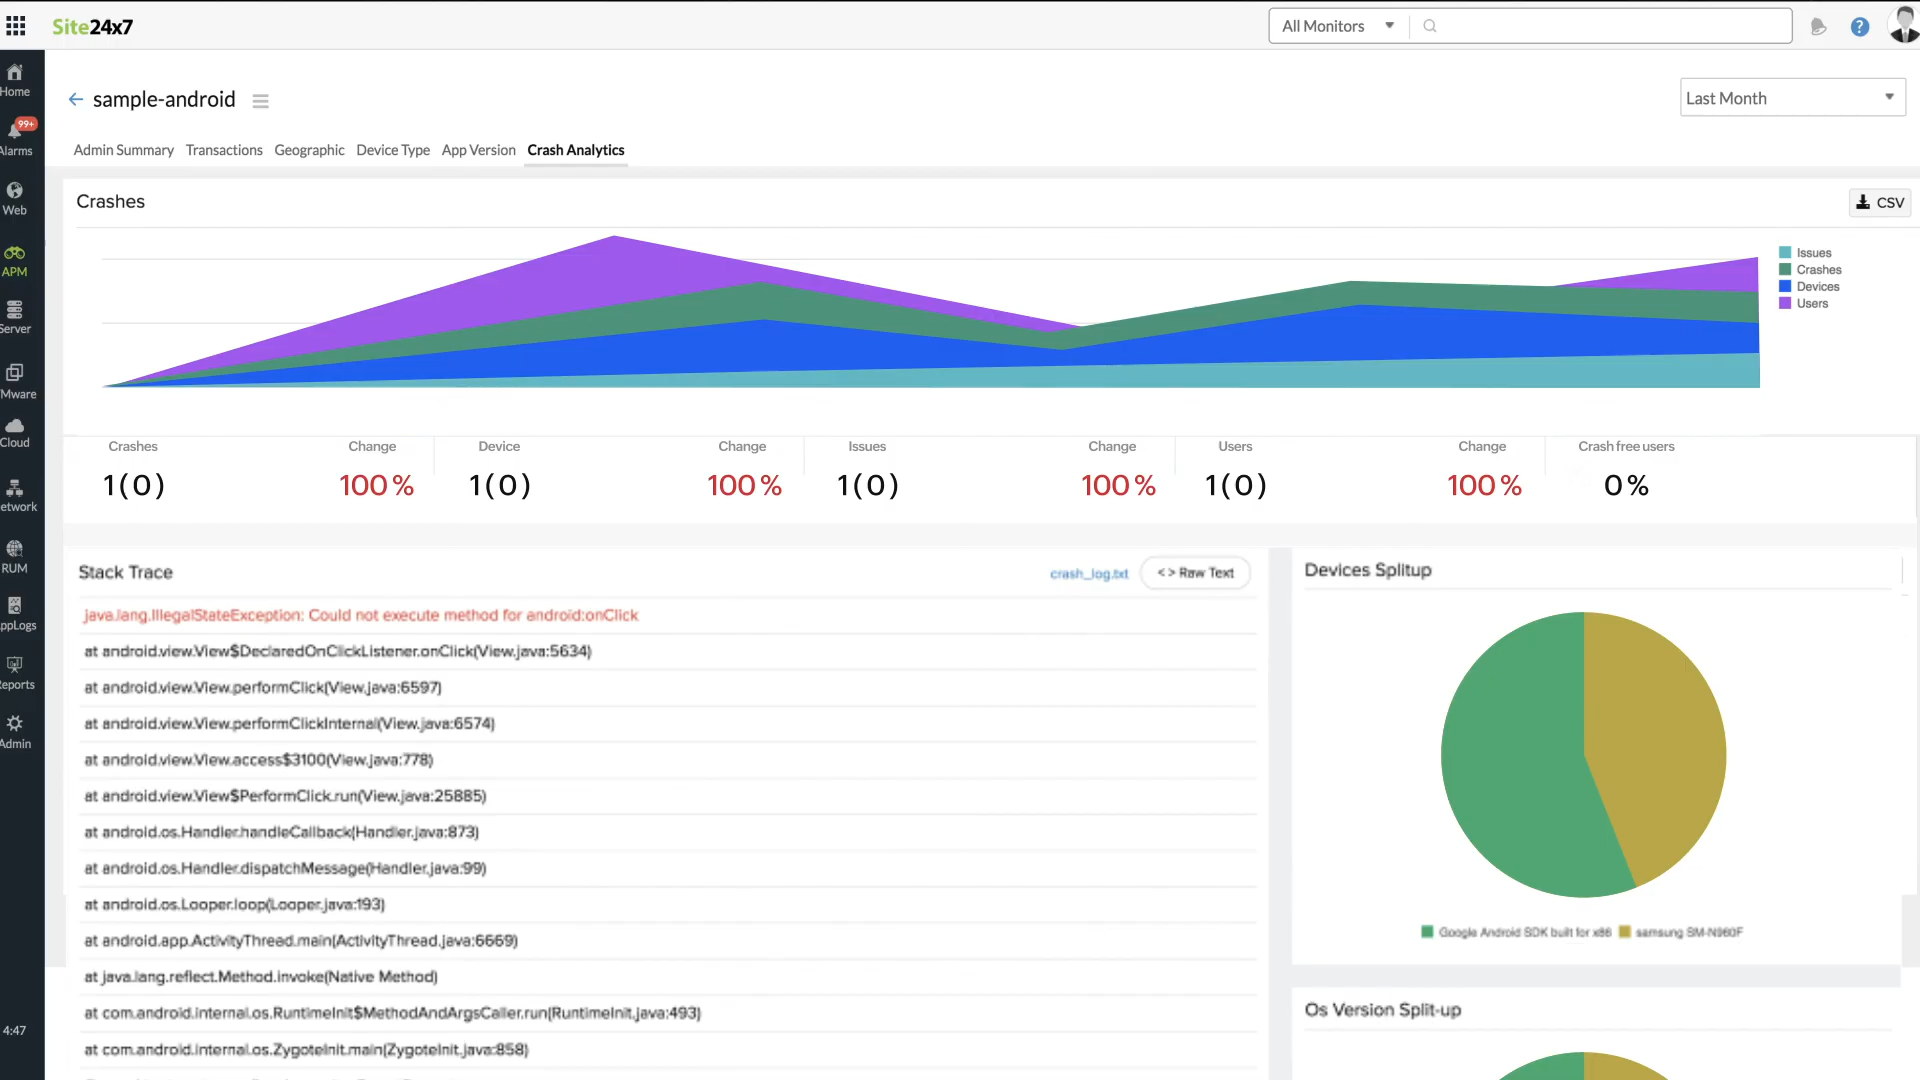 Site24x7
All Monitors
?
Home
99+
Alarms
Web
APM
Server
Mware
Cloud
etwork
RUM
ppLogs
Reports
Admin
4:47
sample-android
Last Month
Admin Summary Transactions Geographic Device Type App Version Crash Analytics
Crashes
CSV
Issues
Crashes
Devices
Users
Crashes Change Device Change Issues Change Users Change Crash free users
1(0) 100 % 1(0) 100 % 1(0) 100 % 1(0) 100 % 0 %
Stack Trace
crash_log.txt
<> Raw Text
java.lang.IllegalStateException: Could not execute method for android:onClick
at android.view.View$DeclaredOnClickListener.onClick(View.java:5634)
at android.view.View.performClick(View.java:6597)
at android.view.View.performClickInternal(View.java:6574)
at android.view.View.access$3100(View.java:778)
at android.view.View$PerformClick.run(View.java:25885)
at android.os.Handler.handleCallback(Handler.java:873)
at android.os.Handler.dispatchMessage(Handler.java:99)
at android.os.Looper.loop(Looper.java:193)
at android.app.ActivityThread.main(ActivityThread.java:6669)
at java.lang.reflect.Method.invoke(Native Method)
at com.android.internal.os.RuntimeInit$MethodAndArgsCaller.run(RuntimeInit.java:493)
at com.android.internal.os.ZygoteInit.main(ZygoteInit.java:858)
Devices Splitup
Google Android SDK built for x86 samsung SM-N960F
Os Version Split-up